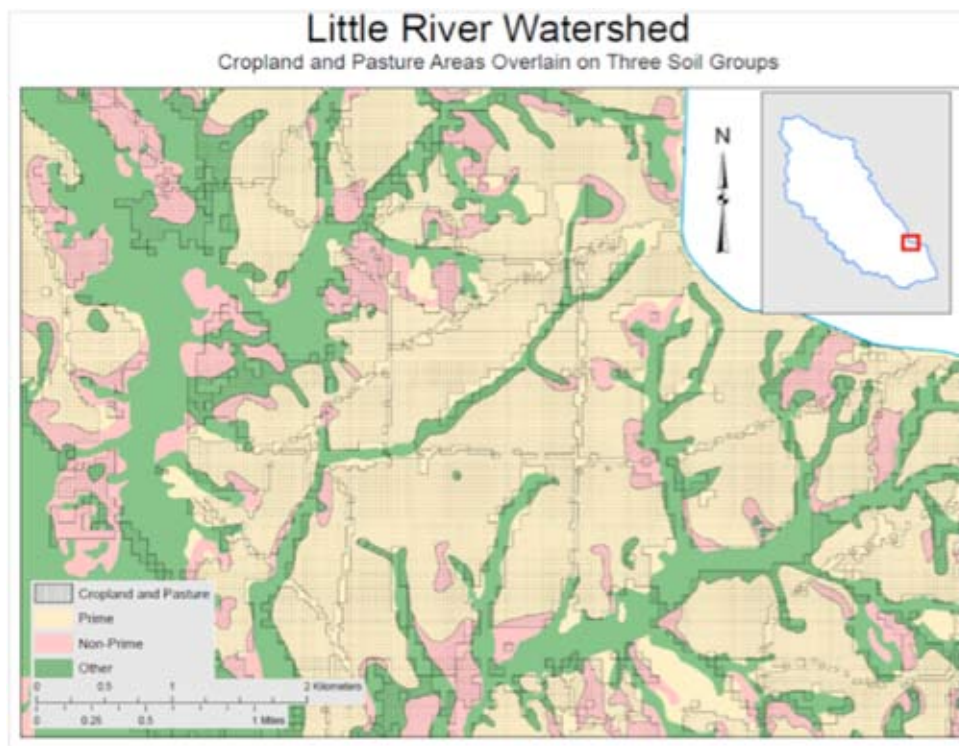 Little River Watershed
Cropland and Pasture Areas Overlain on Three Soil Groups
N
Cropland and Pasture
Prime
Non-Prime
Other
0 0.5 1 2 Kilometers
0 0.25 0.5 1 Miles